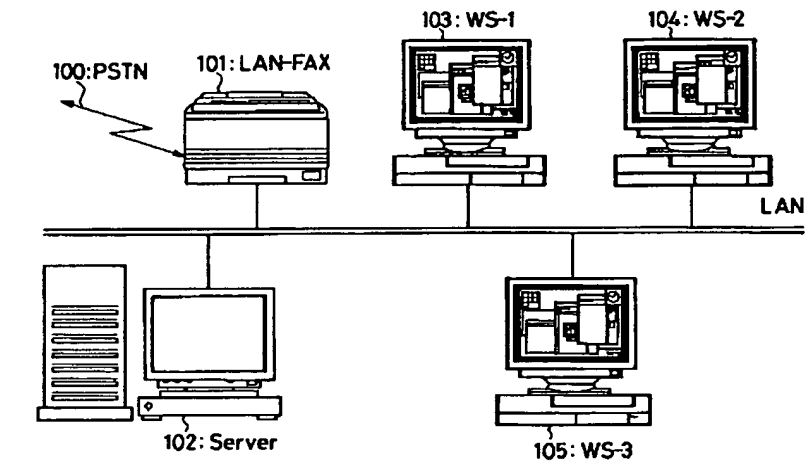 103: WS-1
104: WS-2
100:PSTN
101:LAN-FAX
LAN
102: Server
105: WS-3